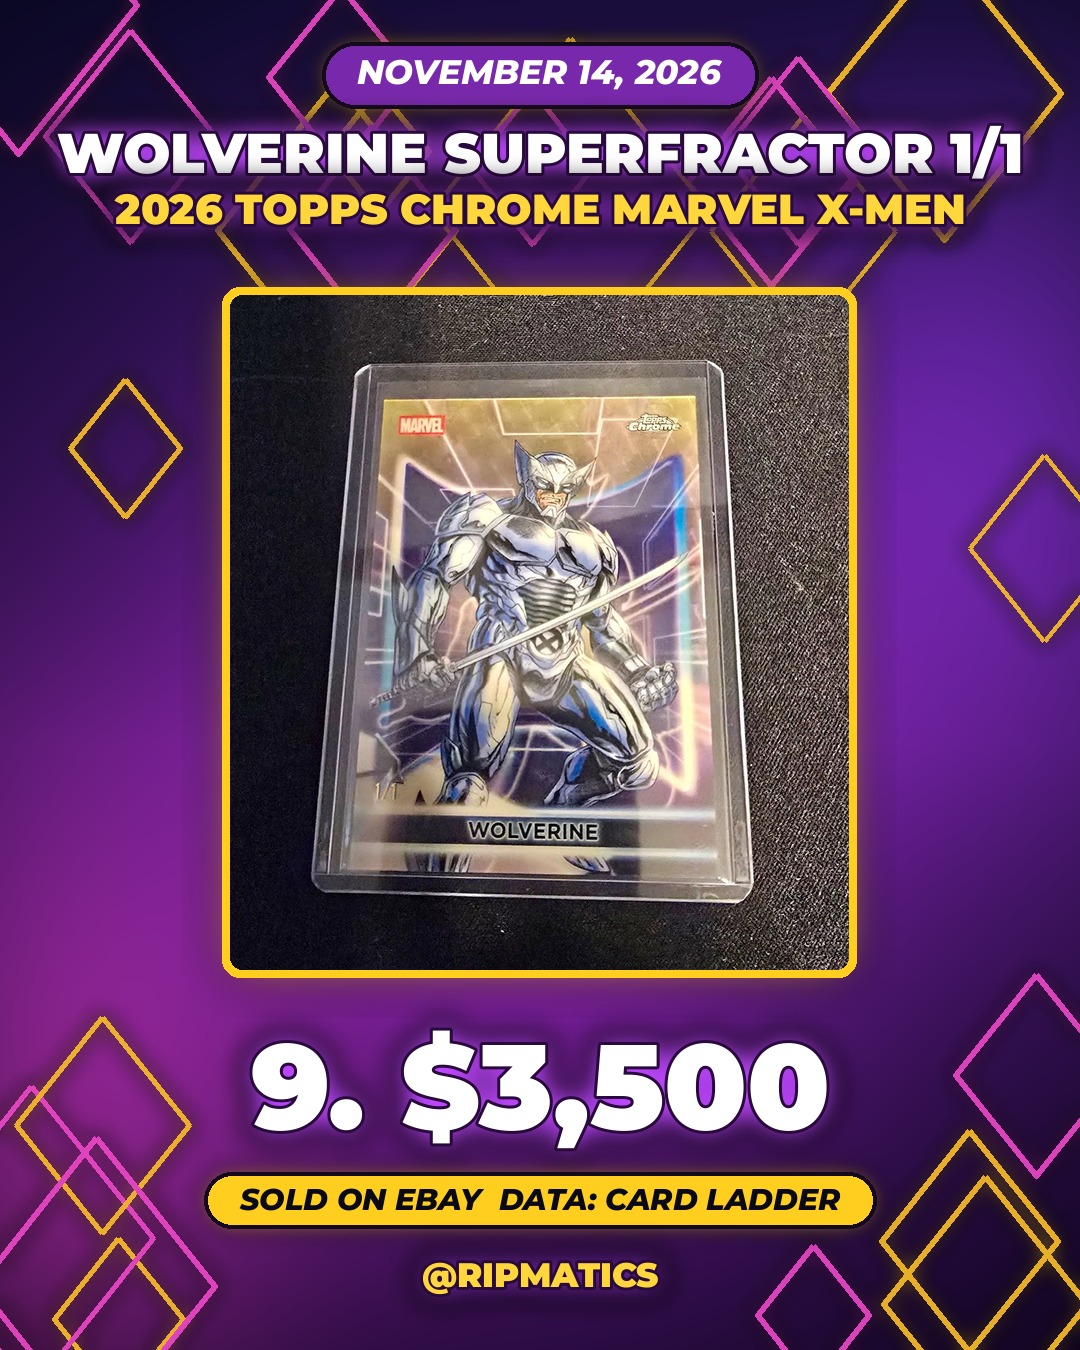 NOVEMBER 14, 2026
WOLVERINE SUPERFRACTOR 1/1
2026 TOPPS CHROME MARVEL X-MEN
MARVEL
Topps
Chrome
1/1
WOLVERINE
9. $3,500
SOLD ON EBAY DATA: CARD LADDER
@RIPMATICS